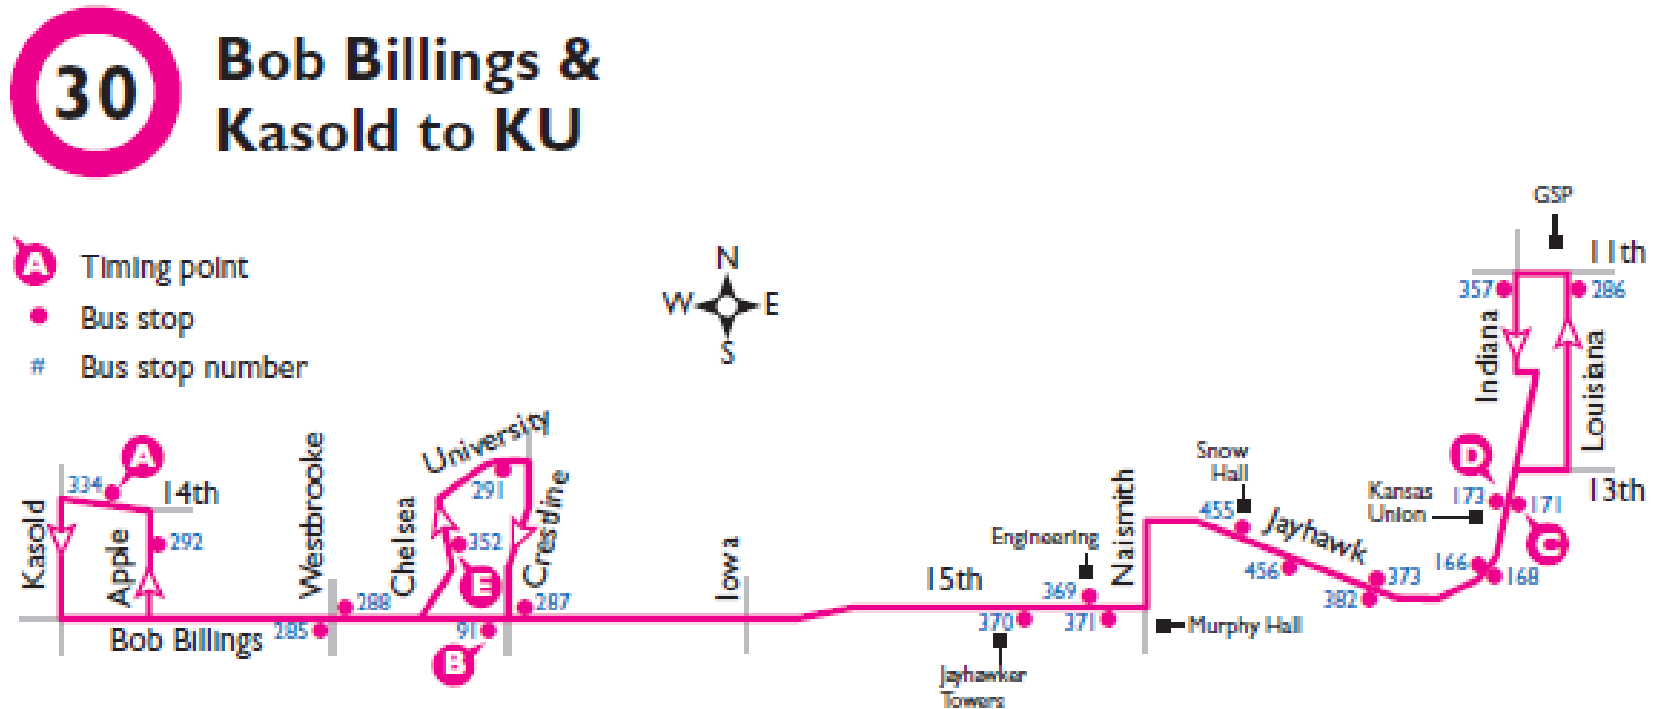 30
Bob Billings &
Kasold to KU
A Timing point
Bus stop
# Bus stop number
N
W E
S
GSP
11th
357
286
Indiana
Louisiana
13th
D
173
171
C
Kansas
Union
166
168
Snow
Hall
455
Jayhawk
456
373
382
Naismith
Murphy Hall
Engineering
369
15th
370
371
Jayhawker
Towers
Iowa
University
291
Crestline
Chelsea
352
E
287
91
B
Westbrooke
288
285
A
334
14th
Kasold
Apple
292
Bob Billings